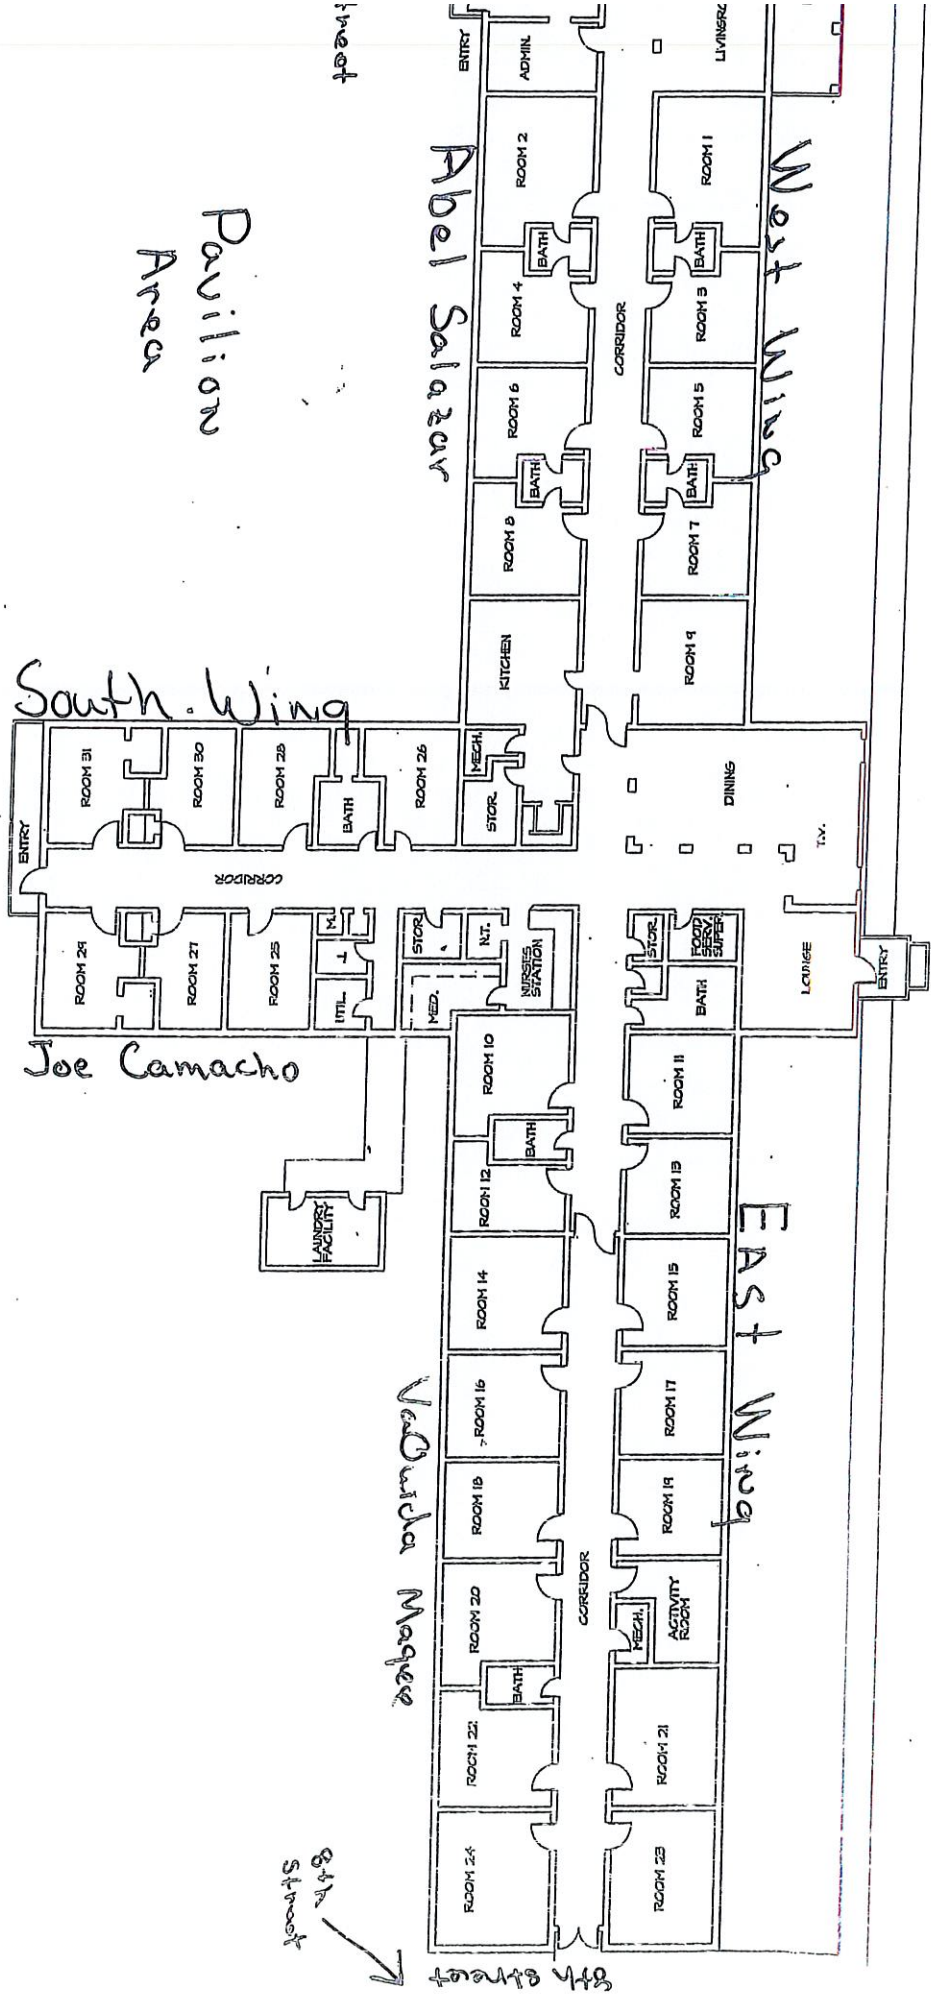 threet
ENTRY
ADMIN.
ROOM 2
ROOM 1
West Wing
Abel Salazar
BATH
BATH
ROOM 4
ROOM 3
CORRIDOR
Pavilion
Area
ROOM 6
ROOM 5
BATH
BATH
ROOM 8
ROOM 7
KITCHEN
ROOM 9
South. Wing
ROOM 31
ROOM 30
ROOM 28
BATH
ROOM 26
MECH.
STOR.
DINING
T.V.
ENTRY
CORRIDOR
ROOM 29
ROOM 27
ROOM 25
M.
T.
UTIL.
STOR.
N.T.
MED.
NURSES
STATION
STOR.
FOOD
SERV.
SUPER.
BATH
LOUNGE
ENTRY
Joe Camacho
ROOM 10
ROOM 11
BATH
ROOM 12
ROOM 13
LAUNDRY
FACILITY
EAST Wing
ROOM 14
ROOM 15
ROOM 16
ROOM 17
Magee
ROOM 18
ROOM 19
CORRIDOR
ROOM 20
ACTIVITY
ROOM
MECH.
BATH
ROOM 22
ROOM 21
ROOM 24
ROOM 23
8th
Street
8th street